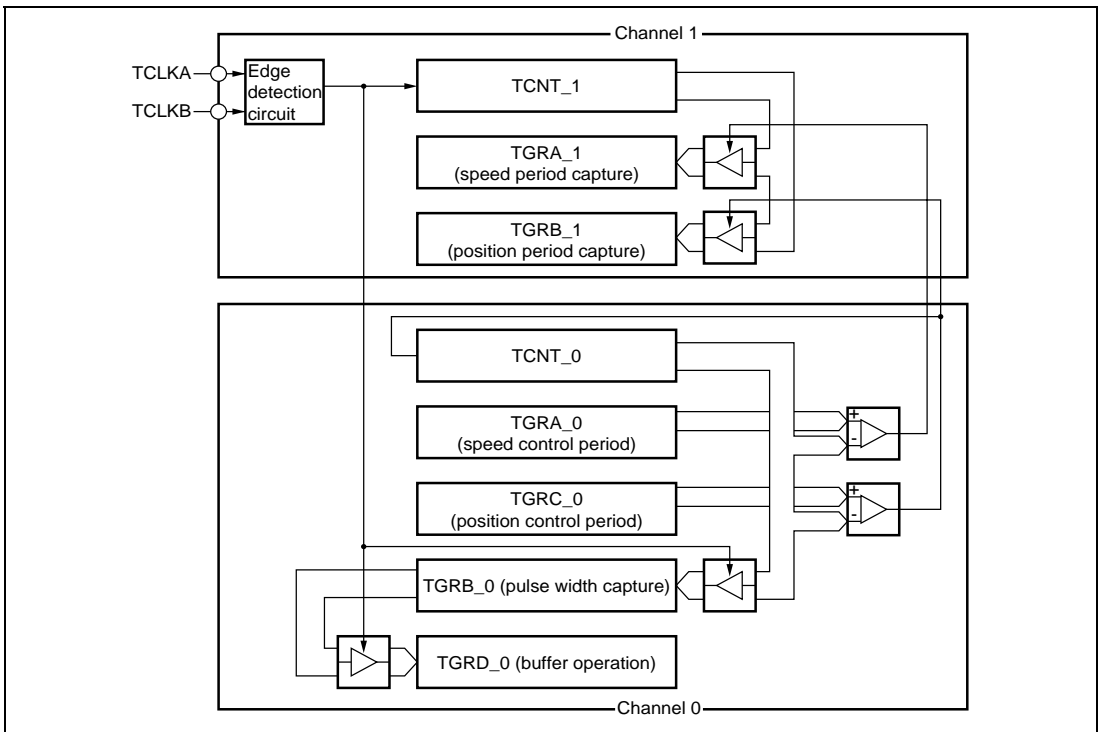 Channel 1
TCLKA
TCLKB
Edge
detection
circuit
TCNT_1
TGRA_1
(speed period capture)
TGRB_1
(position period capture)
TCNT_0
TGRA_0
(speed control period)
+
-
TGRC_0
(position control period)
+
-
TGRB_0 (pulse width capture)
TGRD_0 (buffer operation)
Channel 0